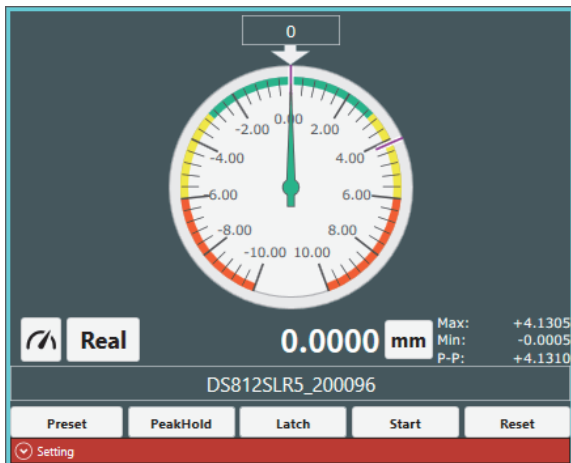 0
0.00
-2.00 2.00
-4.00 4.00
-6.00 6.00
-8.00 8.00
-10.00 10.00
Real
0.0000 mm
Max: +4.1305
Min: -0.0005
P-P: +4.1310
DS812SLR5_200096
Preset PeakHold Latch Start Reset
Setting